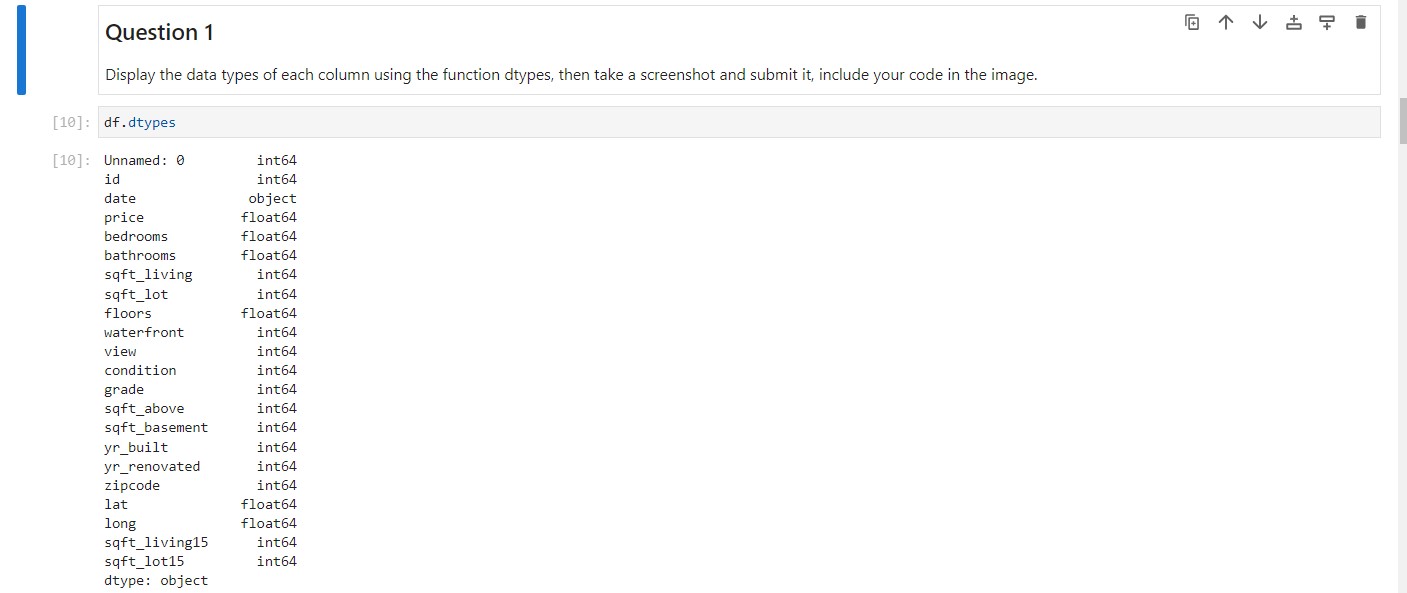 Question 1
Display the data types of each column using the function dtypes, then take a screenshot and submit it, include your code in the image.
[10]: df.dtypes
[10]: Unnamed: 0 int64
id int64
date object
price float64
bedrooms float64
bathrooms float64
sqft_living int64
sqft_lot int64
floors float64
waterfront int64
view int64
condition int64
grade int64
sqft_above int64
sqft_basement int64
yr_built int64
yr_renovated int64
zipcode int64
lat float64
long float64
sqft_living15 int64
sqft_lot15 int64
dtype: object